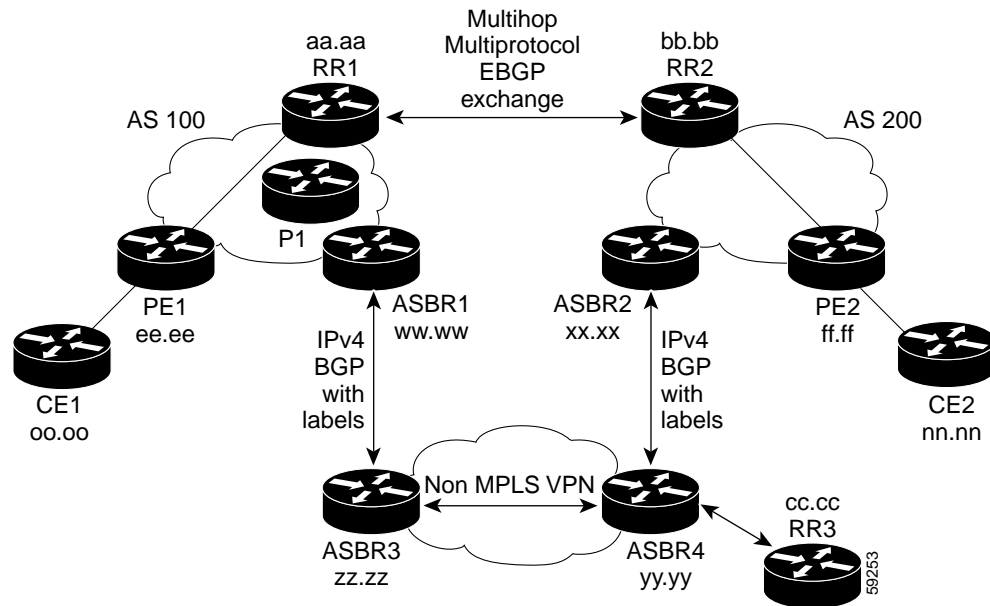 Multihop
Multiprotocol
EBGP
exchange
aa.aa
RR1
bb.bb
RR2
AS 100
AS 200
P1
PE1
ee.ee
ASBR1
ww.ww
ASBR2
xx.xx
PE2
ff.ff
CE1
oo.oo
IPv4
BGP
with
labels
IPv4
BGP
with
labels
CE2
nn.nn
Non MPLS VPN
ASBR3
zz.zz
ASBR4
yy.yy
cc.cc
RR3
59253